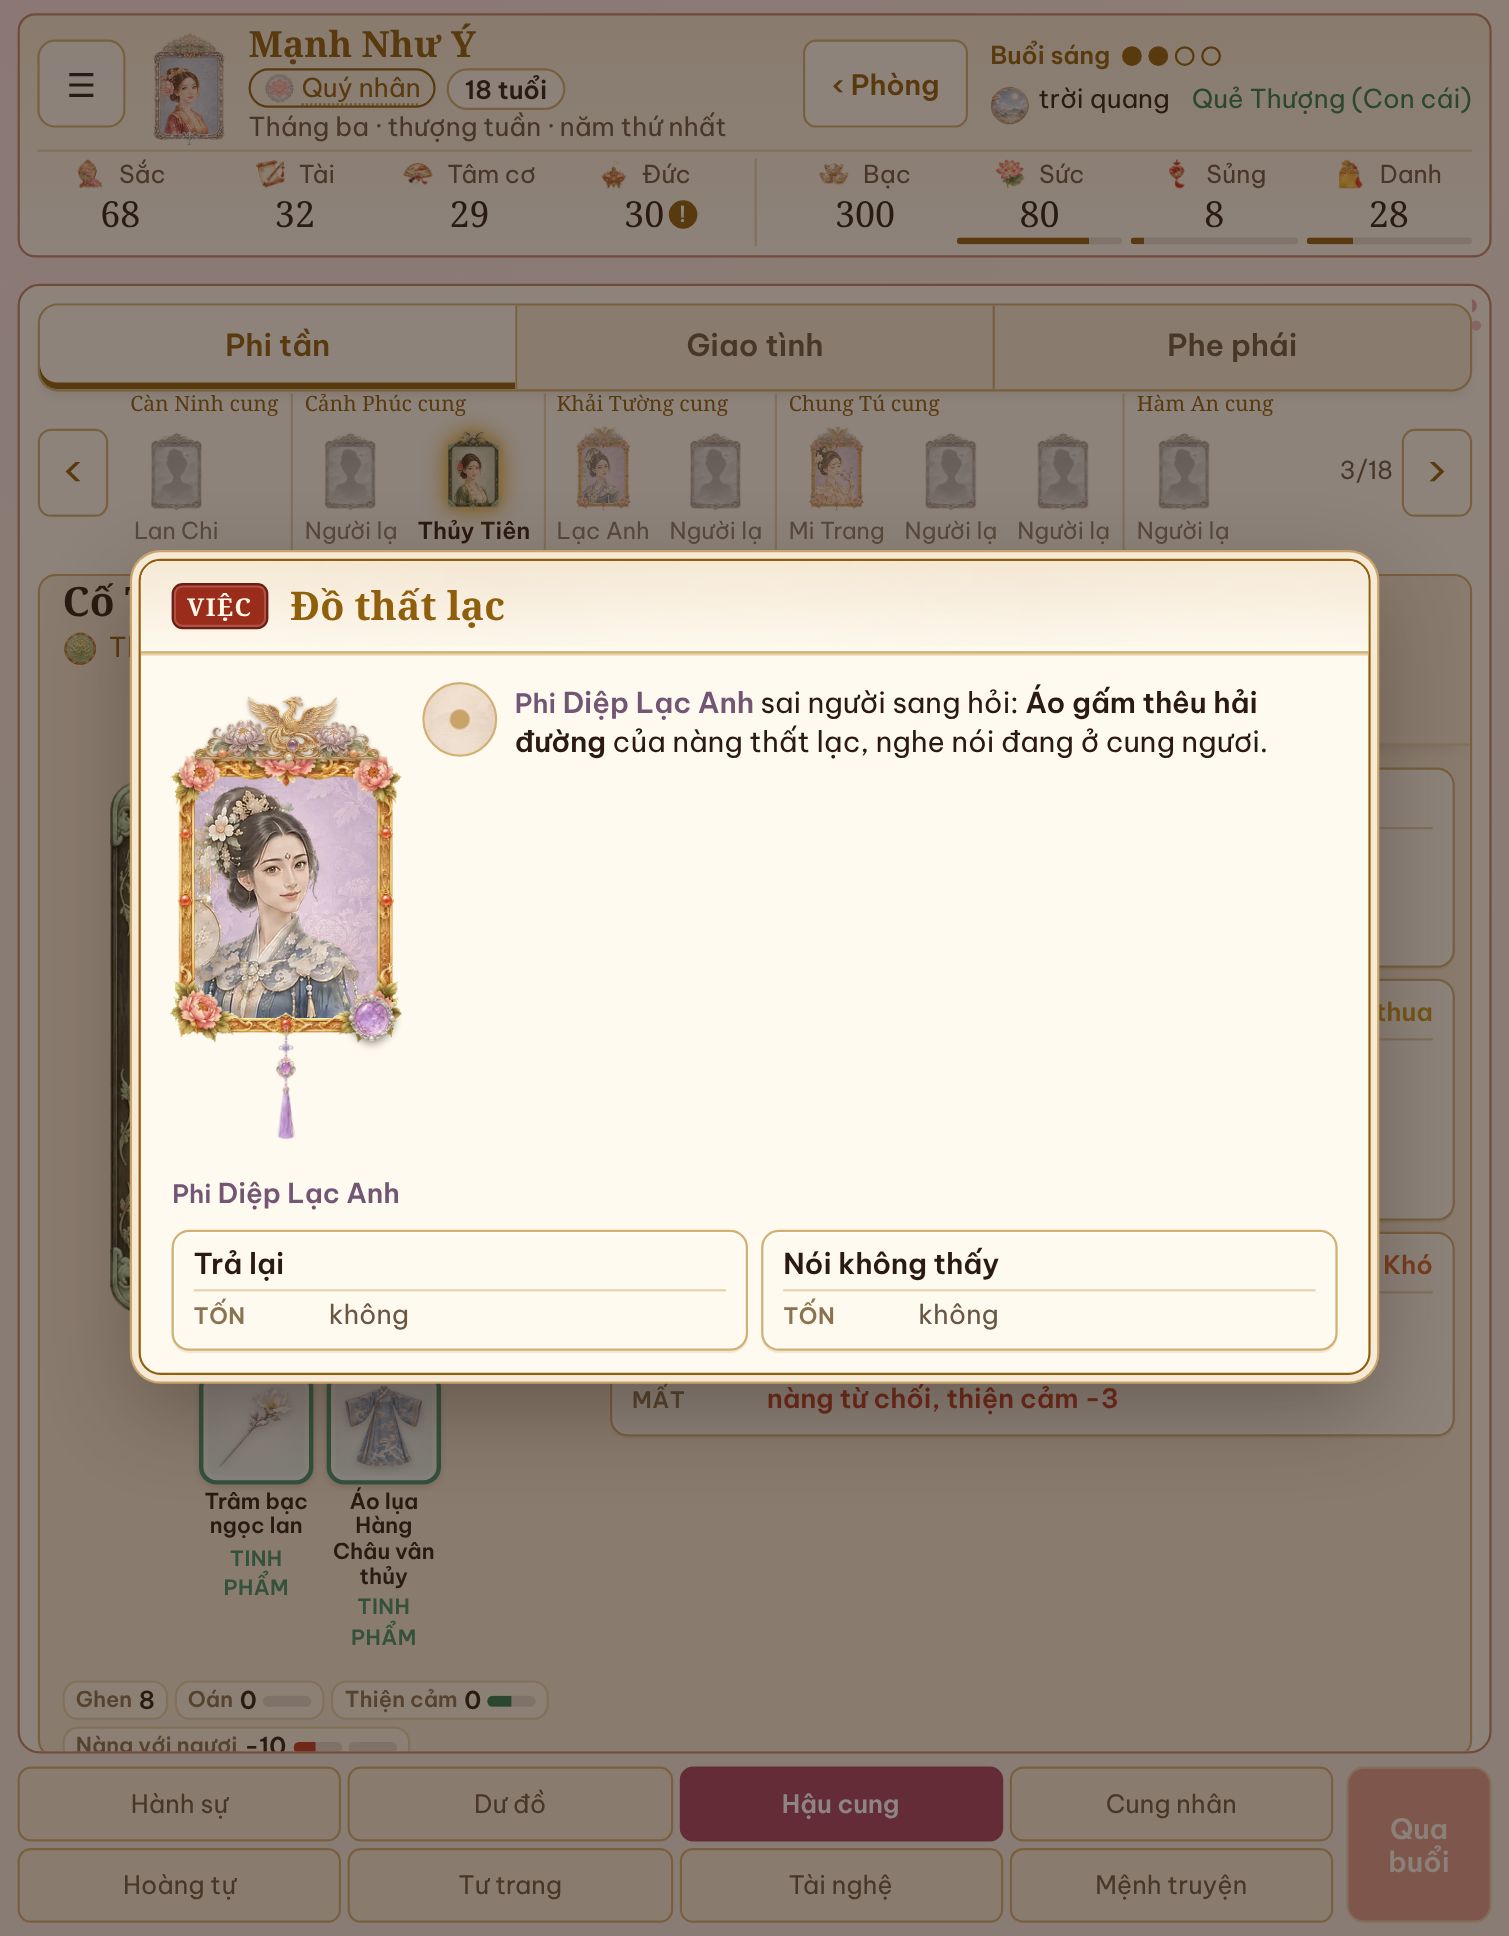 ☰
Mạnh Như Ý
Quý nhân
18 tuổi
Tháng ba · thượng tuần · năm thứ nhất
‹ Phòng
Buổi sáng
trời quang
Quẻ Thượng (Con cái)
Sắc
68
Tài
32
Tâm cơ
29
Đức
30 !
Bạc
300
Sức
80
Sủng
8
Danh
28
Phi tần
Giao tình
Phe phái
Càn Ninh cung
Cảnh Phúc cung
Khải Tường cung
Chung Tú cung
Hàm An cung
‹
Lan Chi
Người lạ
Thủy Tiên
Lạc Anh
Người lạ
Mi Trang
Người lạ
Người lạ
Người lạ
3/18
›
Cố
VIỆC
Đồ thất lạc
Phi Diệp Lạc Anh sai người sang hỏi: Áo gấm thêu hải
đường của nàng thất lạc, nghe nói đang ở cung ngươi.
Phi Diệp Lạc Anh
Trả lại
TỐN không
Nói không thấy
TỐN không
thua
Khó
MẤT nàng từ chối, thiện cảm -3
Trâm bạc
ngọc lan
TINH
PHẨM
Áo lụa
Hàng
Châu vân
thủy
TINH
PHẨM
Ghen 8
Oán 0
Thiện cảm 0
Nàng với ngươi -10
Hành sự
Dư đồ
Hậu cung
Cung nhân
Hoàng tự
Tư trang
Tài nghệ
Mệnh truyện
Qua
buổi